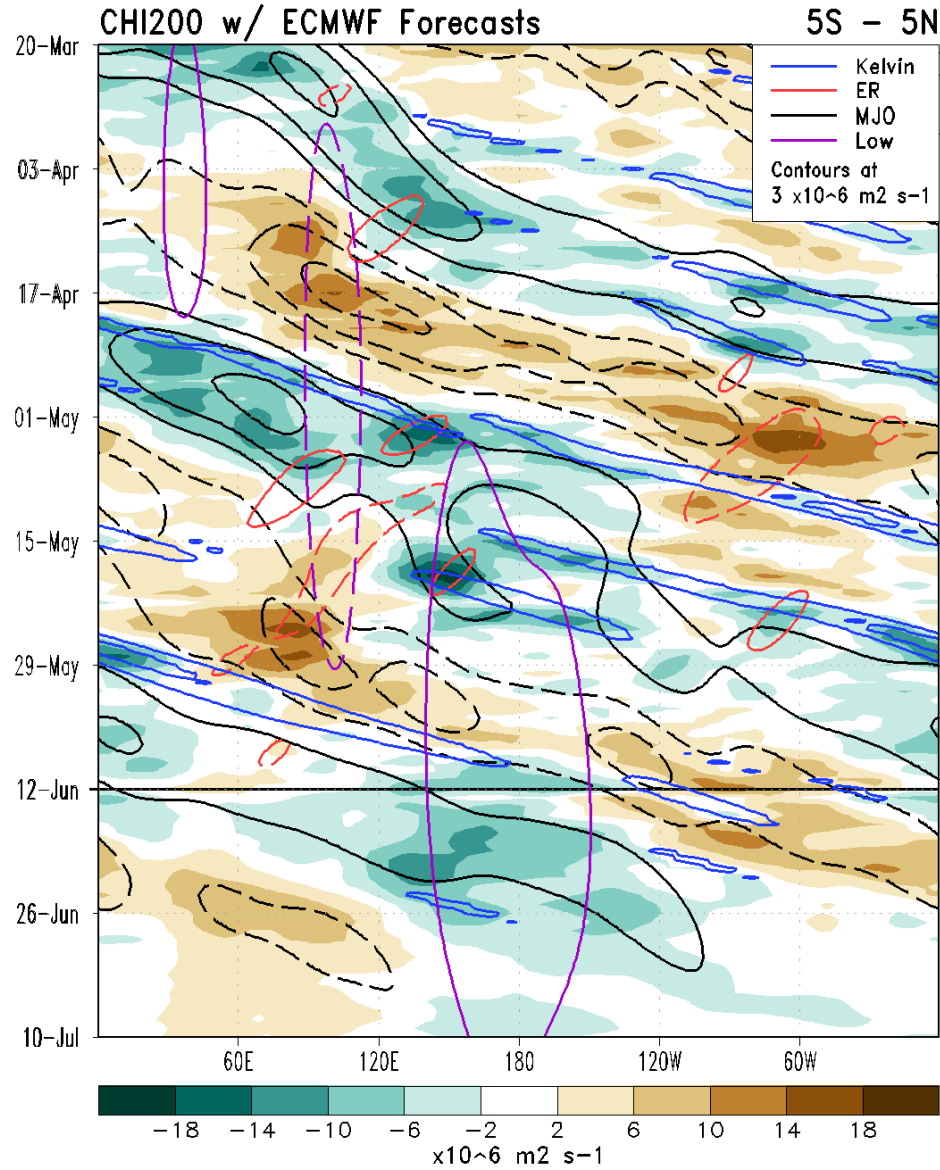 CHI200 w/ ECMWF Forecasts 5S - 5N
20-Mar
Kelvin
ER
MJO
Low
Contours at
3 x10^6 m2 s-1
03-Apr
17-Apr
01-May
15-May
29-May
12-Jun
26-Jun
10-Jul
60E 120E 180 120W 60W
-18 -14 -10 -6 -2 2 6 10 14 18
x10^6 m2 s-1